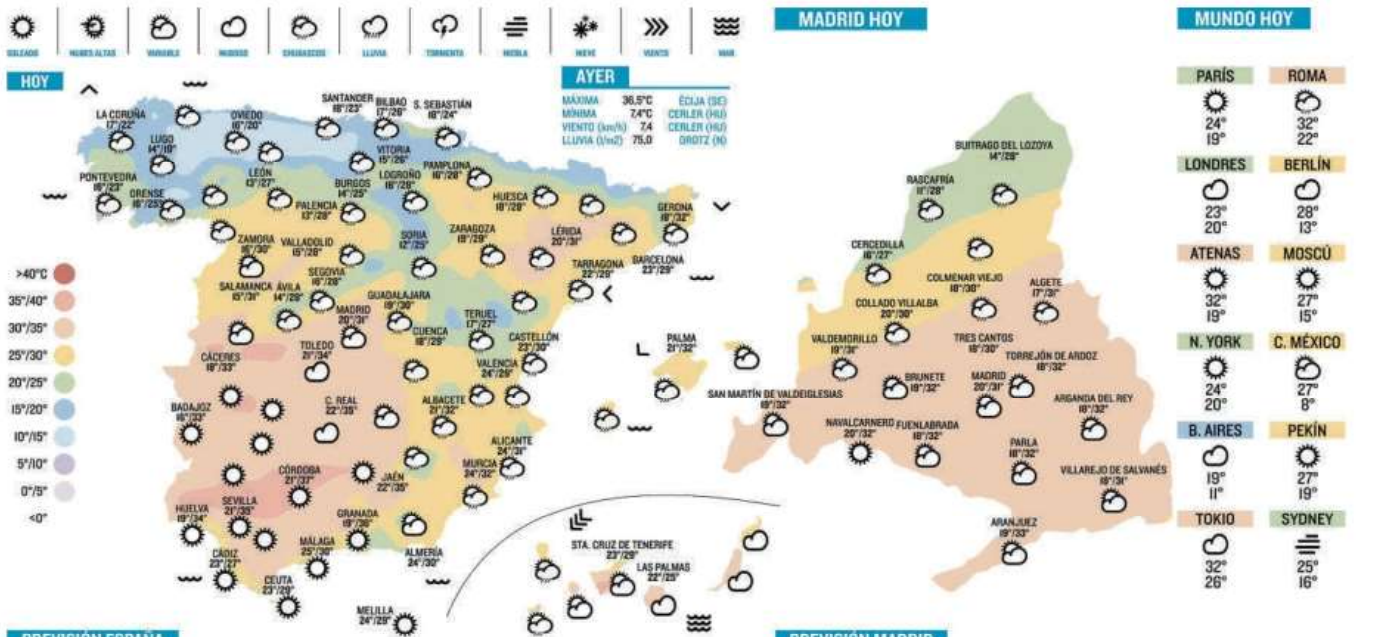 SOLEADO
NUBES ALTAS
VARIABLE
NUBOSO
CHUBASCOS
LLUVIA
TORMENTA
NIEBLA
NIEVE
VIENTO
MAR
HOY
AYER
MÁXIMA 36,5°C ÉCIJA (SE)
MÍNIMA 7,4°C CERLER (HU)
VIENTO (km/h) 7,4 CERLER (HU)
LLUVIA (l/m2) 75,0 OROTZ (N)
LA CORUÑA
17°/22°
LUGO
14°/19°
OVIEDO
16°/20°
SANTANDER
18°/23°
BILBAO
17°/26°
S. SEBASTIÁN
18°/24°
VITORIA
15°/26°
PAMPLONA
16°/28°
PONTEVEDRA
16°/23°
ORENSE
16°/25°
LEÓN
13°/27°
BURGOS
14°/25°
LOGROÑO
16°/28°
PALENCIA
13°/28°
HUESCA
18°/28°
GERONA
18°/32°
ZAMORA
16°/30°
VALLADOLID
15°/28°
SORIA
12°/25°
ZARAGOZA
19°/29°
LÉRIDA
20°/31°
TARRAGONA
22°/29°
BARCELONA
23°/29°
SALAMANCA
15°/31°
ÁVILA
14°/29°
SEGOVIA
16°/28°
GUADALAJARA
19°/30°
MADRID
20°/31°
CUENCA
18°/29°
TERUEL
17°/27°
CASTELLÓN
23°/30°
PALMA
21°/32°
CÁCERES
18°/33°
TOLEDO
21°/34°
VALENCIA
24°/29°
BADAJOZ
16°/33°
C. REAL
22°/35°
ALBACETE
21°/32°
ALICANTE
24°/31°
MURCIA
24°/32°
CÓRDOBA
21°/37°
JAÉN
22°/35°
HUELVA
19°/34°
SEVILLA
21°/35°
GRANADA
19°/36°
CÁDIZ
23°/27°
MÁLAGA
25°/30°
ALMERÍA
24°/30°
CEUTA
23°/29°
MELILLA
24°/29°
STA. CRUZ DE TENERIFE
23°/29°
LAS PALMAS
22°/25°
>40°C
35°/40°
30°/35°
25°/30°
20°/25°
15°/20°
10°/15°
5°/10°
0°/5°
<0°
MADRID HOY
BUITRAGO DEL LOZOYA
14°/29°
RASCAFRÍA
11°/28°
CERCEDILLA
16°/27°
COLMENAR VIEJO
18°/30°
ALGETE
17°/31°
COLLADO VILLALBA
20°/30°
VALDEMORILLO
19°/31°
TRES CANTOS
18°/30°
TORREJÓN DE ARDOZ
18°/32°
BRUNETE
19°/32°
MADRID
20°/31°
SAN MARTÍN DE VALDEIGLESIAS
19°/32°
ARGANDA DEL REY
18°/32°
NAVALCARNERO
20°/32°
FUENLABRADA
18°/32°
PARLA
18°/32°
VILLAREJO DE SALVANÉS
18°/31°
ARANJUEZ
19°/33°
MUNDO HOY
PARÍS
24°
19°
ROMA
32°
22°
LONDRES
23°
20°
BERLÍN
28°
13°
ATENAS
32°
19°
MOSCÚ
27°
15°
N. YORK
24°
20°
C. MÉXICO
27°
8°
B. AIRES
19°
11°
PEKÍN
27°
19°
TOKIO
32°
26°
SYDNEY
25°
16°
PREVISIÓN ESPAÑA
PREVISIÓN MADRID